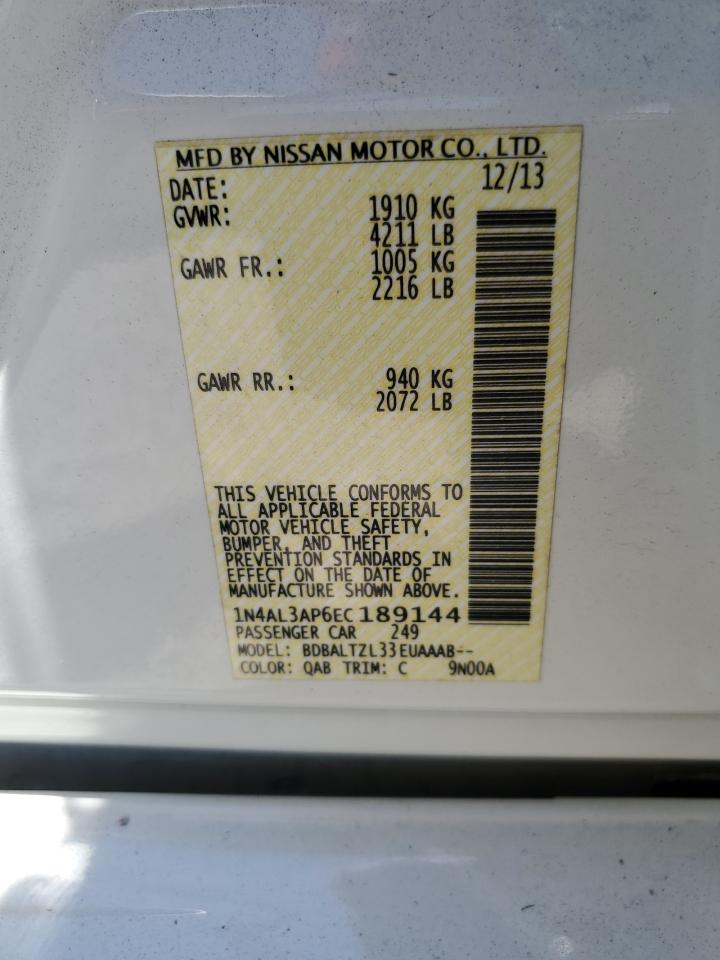 MFD BY NISSAN MOTOR CO., LTD.
DATE: 12/13
GVWR: 1910 KG
4211 LB
GAWR FR.: 1005 KG
2216 LB
GAWR RR.: 940 KG
2072 LB
THIS VEHICLE CONFORMS TO
ALL APPLICABLE FEDERAL
MOTOR VEHICLE SAFETY,
BUMPER, AND THEFT
PREVENTION STANDARDS IN
EFFECT ON THE DATE OF
MANUFACTURE SHOWN ABOVE.
1N4AL3AP6EC189144
PASSENGER CAR 249
MODEL: BDBALTZL33EUAAAB--
COLOR: QAB TRIM: C 9N00A